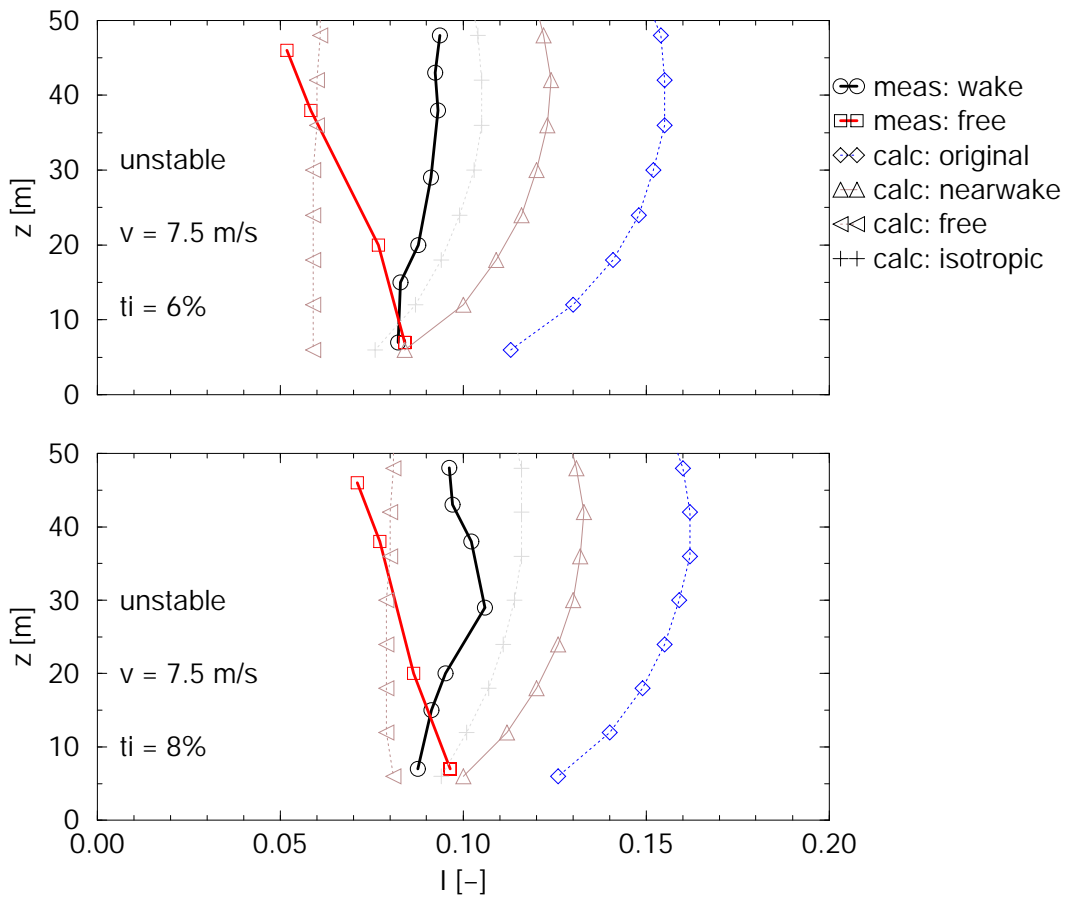 50
40
30
20
10
0
z [m]
unstable
v = 7.5 m/s
ti = 6%
meas: wake
meas: free
calc: original
calc: nearwake
calc: free
calc: isotropic
50
40
30
20
10
0
z [m]
unstable
v = 7.5 m/s
ti = 8%
0.00 0.05 0.10 0.15 0.20
I [–]